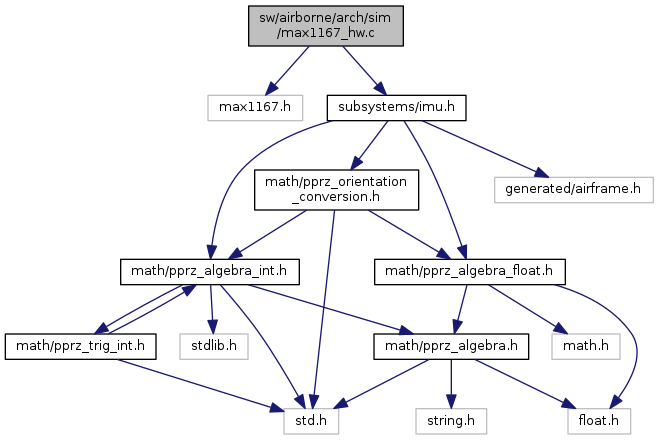 sw/airborne/arch/sim
/max1167_hw.c
max1167.h
subsystems/imu.h
math/pprz_orientation
_conversion.h
generated/airframe.h
math/pprz_algebra_int.h
math/pprz_algebra_float.h
math/pprz_trig_int.h
stdlib.h
math/pprz_algebra.h
math.h
std.h
string.h
float.h